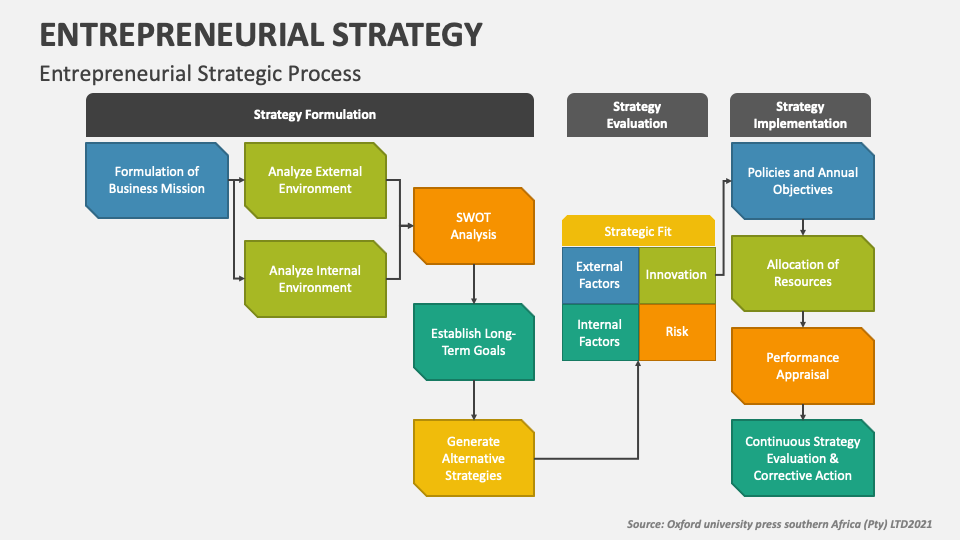 ENTREPRENEURIAL STRATEGY
Entrepreneurial Strategic Process
Strategy Formulation
Strategy
Evaluation
Strategy
Implementation
Formulation of
Business Mission
Analyze External
Environment
Analyze Internal
Environment
SWOT
Analysis
Establish Long-
Term Goals
Generate
Alternative
Strategies
Strategic Fit
External
Factors
Innovation
Internal
Factors
Risk
Policies and Annual
Objectives
Allocation of
Resources
Performance
Appraisal
Continuous Strategy
Evaluation &
Corrective Action
Source: Oxford university press southern Africa (Pty) LTD2021